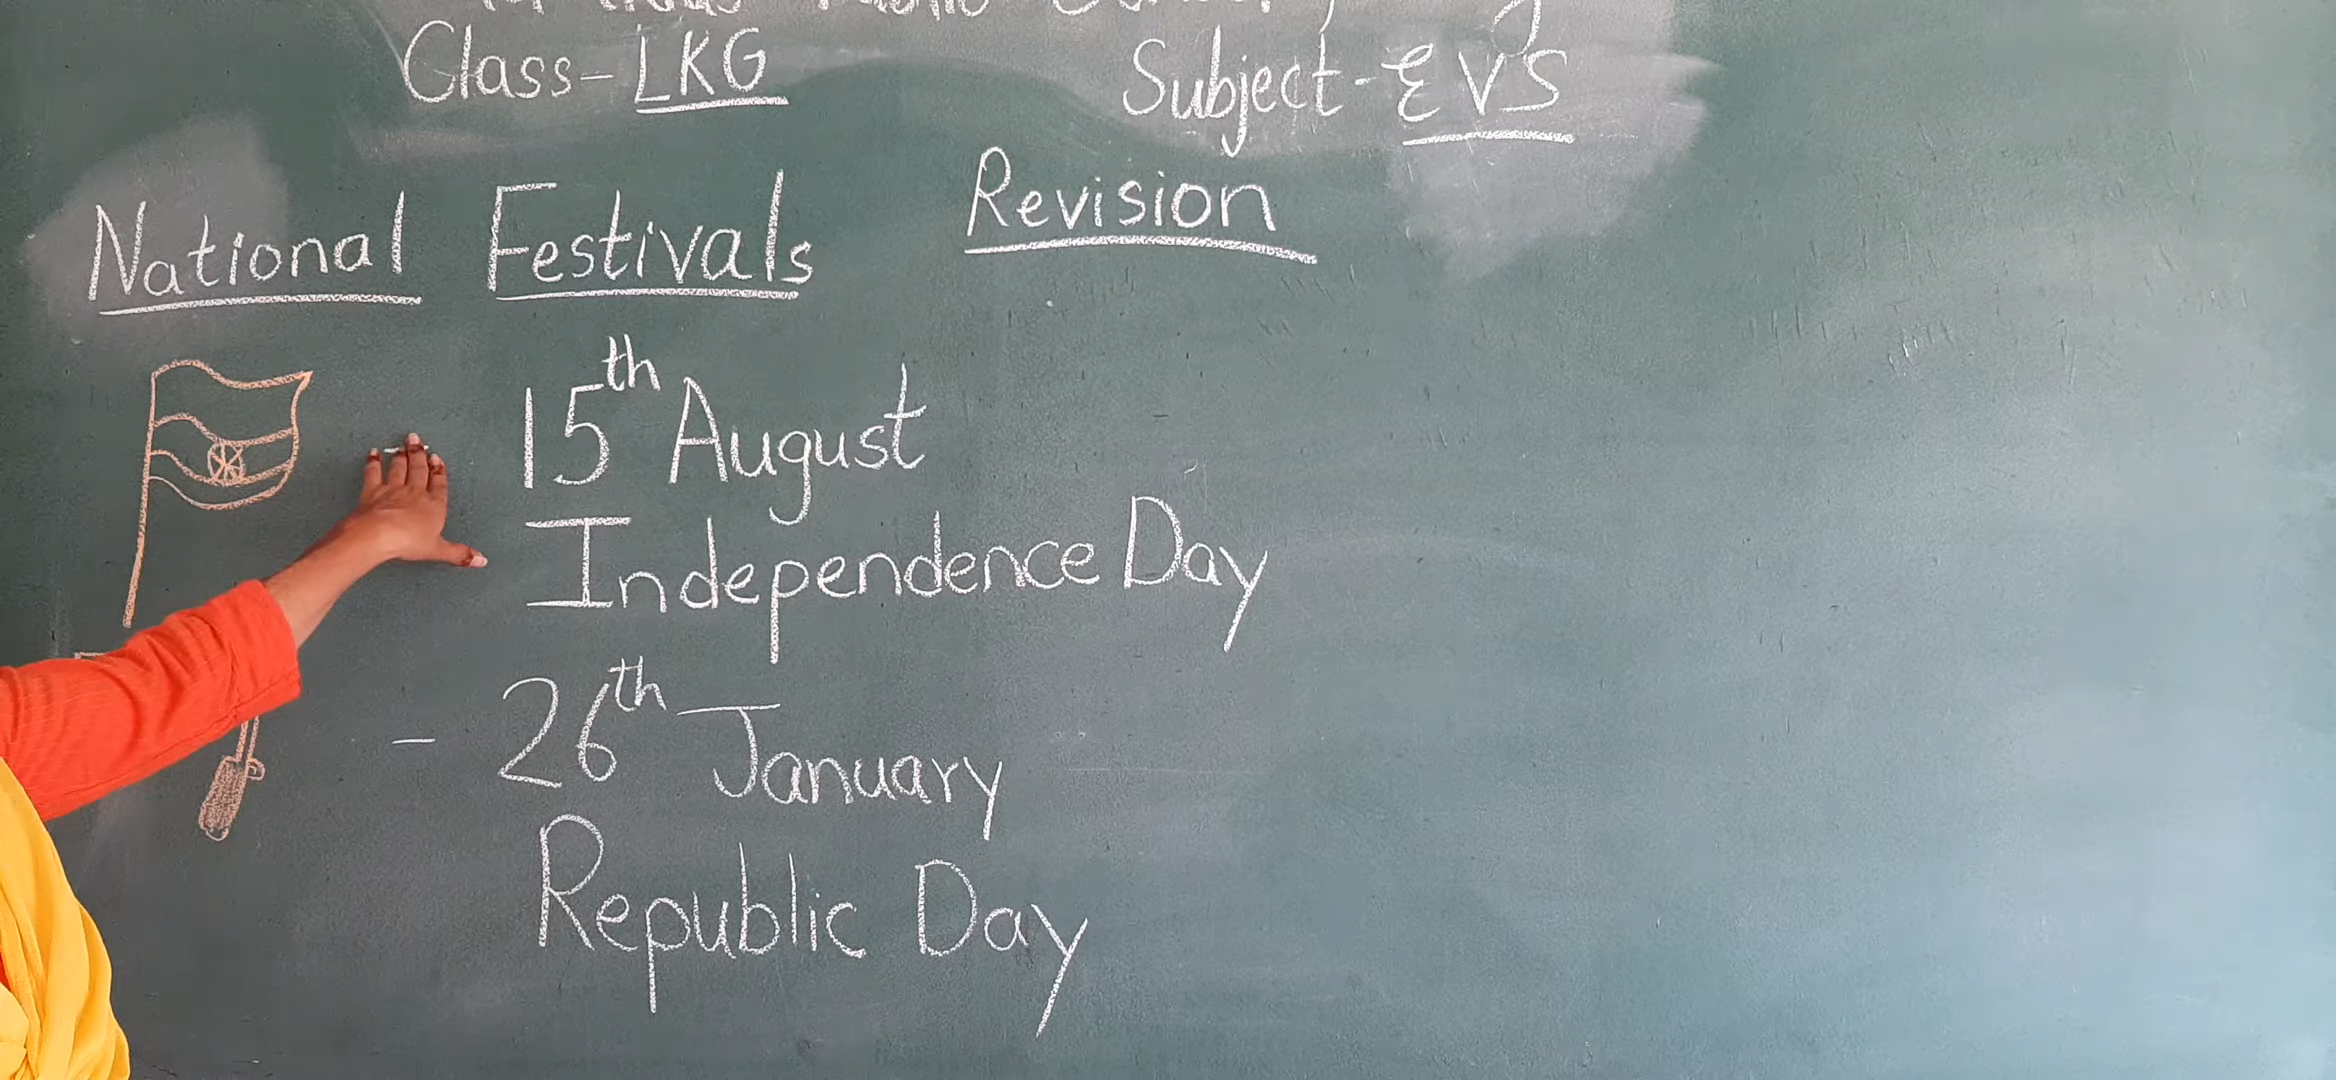 Class-LKG
Subject-EVS
National Festivals
Revision
- 15th August
Independence Day
- 26th January
Republic Day